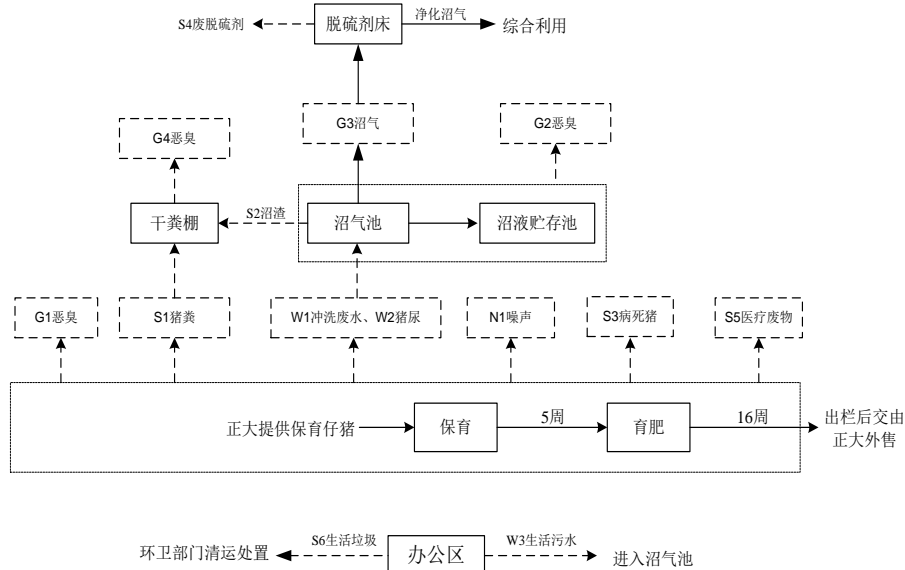 S4废脱硫剂
脱硫剂床
净化沼气
综合利用
G4恶臭
G3沼气
G2恶臭
干粪棚
S2沼渣
沼气池
沼液贮存池
G1恶臭
S1猪粪
W1冲洗废水、W2猪尿
N1噪声
S3病死猪
S5医疗废物
正大提供保育仔猪
保育
5周
育肥
16周
出栏后交由
正大外售
环卫部门清运处置
S6生活垃圾
办公区
W3生活污水
进入沼气池